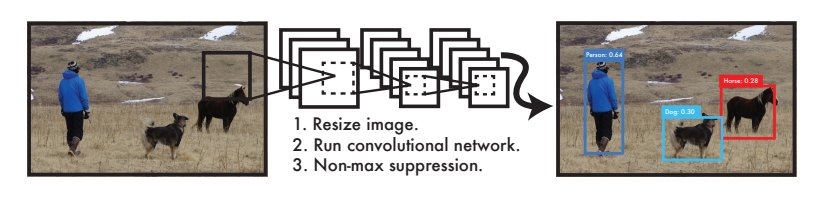 1. Resize image.
2. Run convolutional network.
3. Non-max suppression.
Person: 0.64
Horse: 0.28
Dog: 0.30